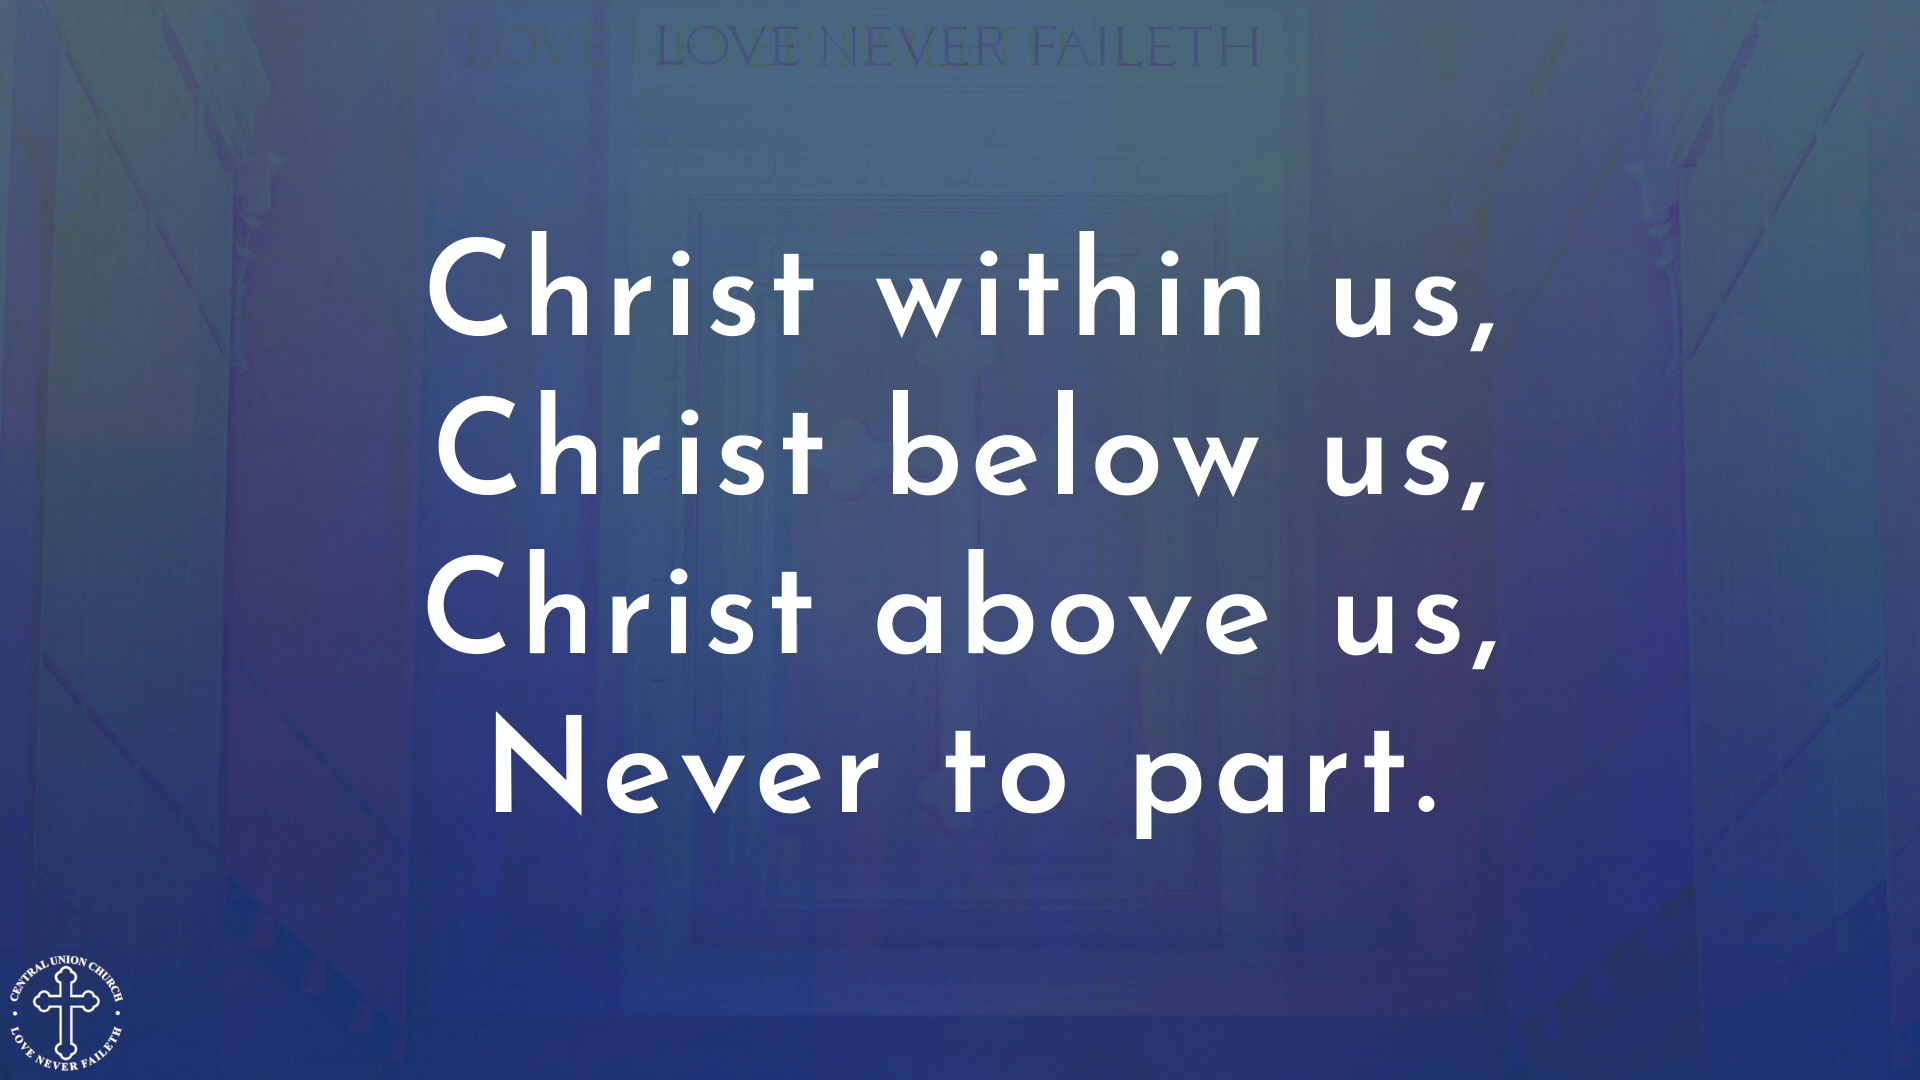 LOVE NEVER FAILETH
Christ within us,
Christ below us,
Christ above us,
Never to part.
CENTRAL UNION CHURCH
LOVE NEVER FAILETH